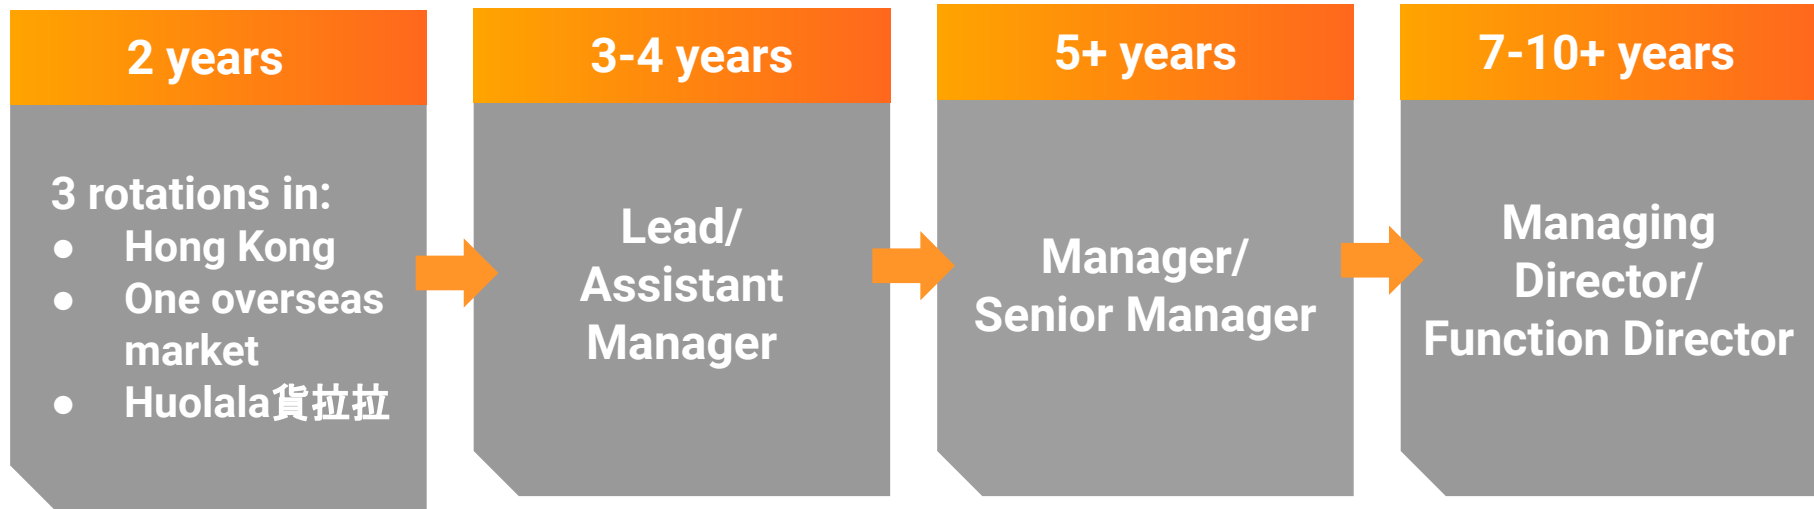 2 years
3 rotations in:
● Hong Kong
● One overseas
market
● Huolala貨拉拉
3-4 years
Lead/
Assistant
Manager
5+ years
Manager/
Senior Manager
7-10+ years
Managing
Director/
Function Director